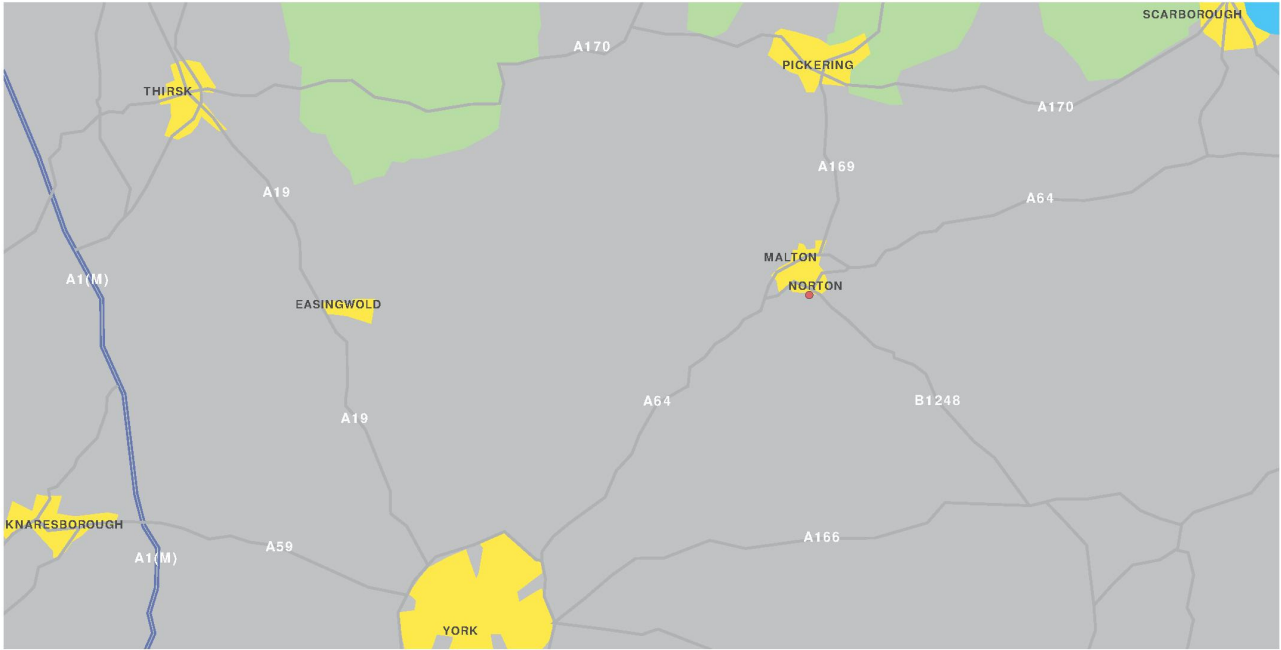 SCARBOROUGH
A170
PICKERING
THIRSK
A170
A169
A19
A64
MALTON
A1(M)
NORTON
EASINGWOLD
A64
B1248
A19
KNARESBOROUGH
A166
A59
A1(M)
YORK